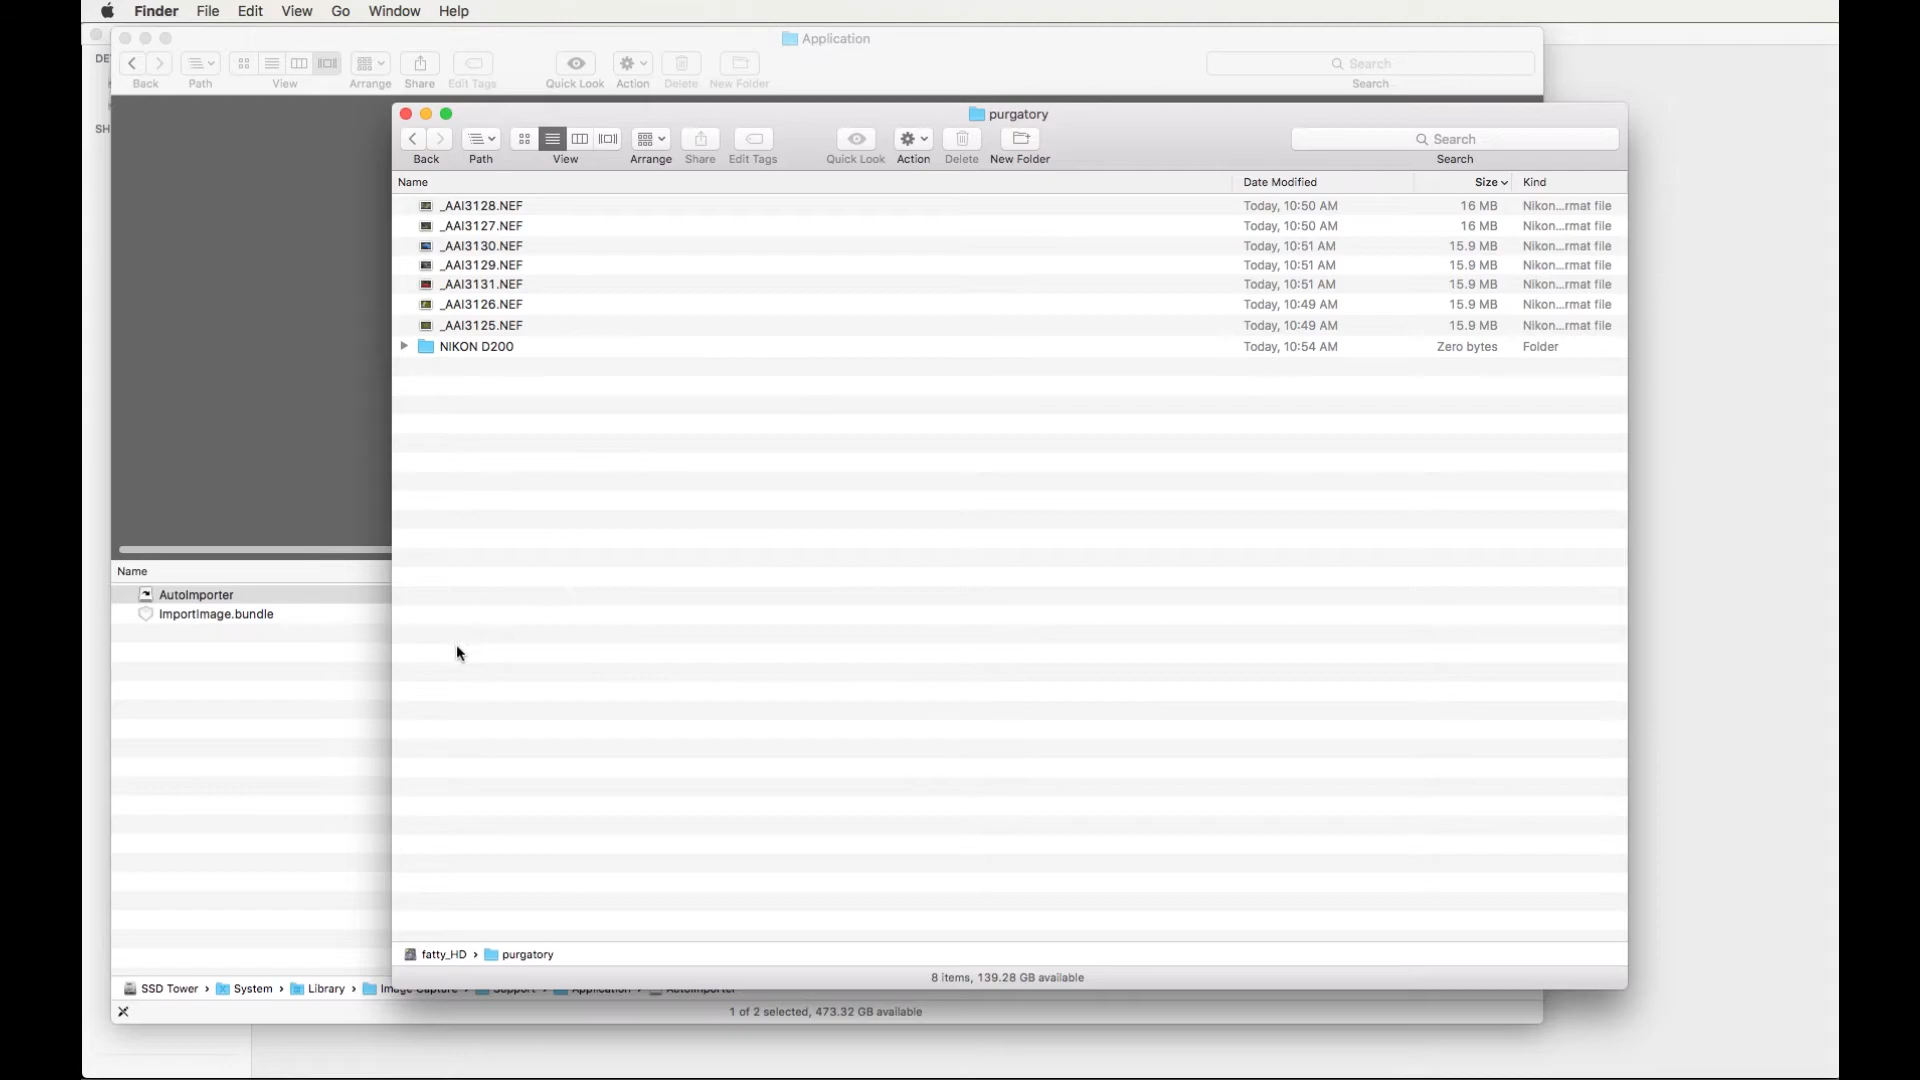 Finder File Edit View Go Window Help
Application
Back Path View Arrange Share Edit Tags Quick Look Action Delete New Folder Search
Search
DE
SH
purgatory
Search
Back Path View Arrange Share Edit Tags Quick Look Action Delete New Folder Search
Name Date Modified Size Kind
_AAI3128.NEF Today, 10:50 AM 16 MB Nikon...rmat file
_AAI3127.NEF Today, 10:50 AM 16 MB Nikon...rmat file
_AAI3130.NEF Today, 10:51 AM 15.9 MB Nikon...rmat file
_AAI3129.NEF Today, 10:51 AM 15.9 MB Nikon...rmat file
_AAI3131.NEF Today, 10:51 AM 15.9 MB Nikon...rmat file
_AAI3126.NEF Today, 10:49 AM 15.9 MB Nikon...rmat file
_AAI3125.NEF Today, 10:49 AM 15.9 MB Nikon...rmat file
NIKON D200 Today, 10:54 AM Zero bytes Folder
Name
AutoImporter
ImportImage.bundle
fatty_HD › purgatory
8 items, 139.28 GB available
SSD Tower › System › Library › Image Capture › Support › Application › AutoImporter
1 of 2 selected, 473.32 GB available